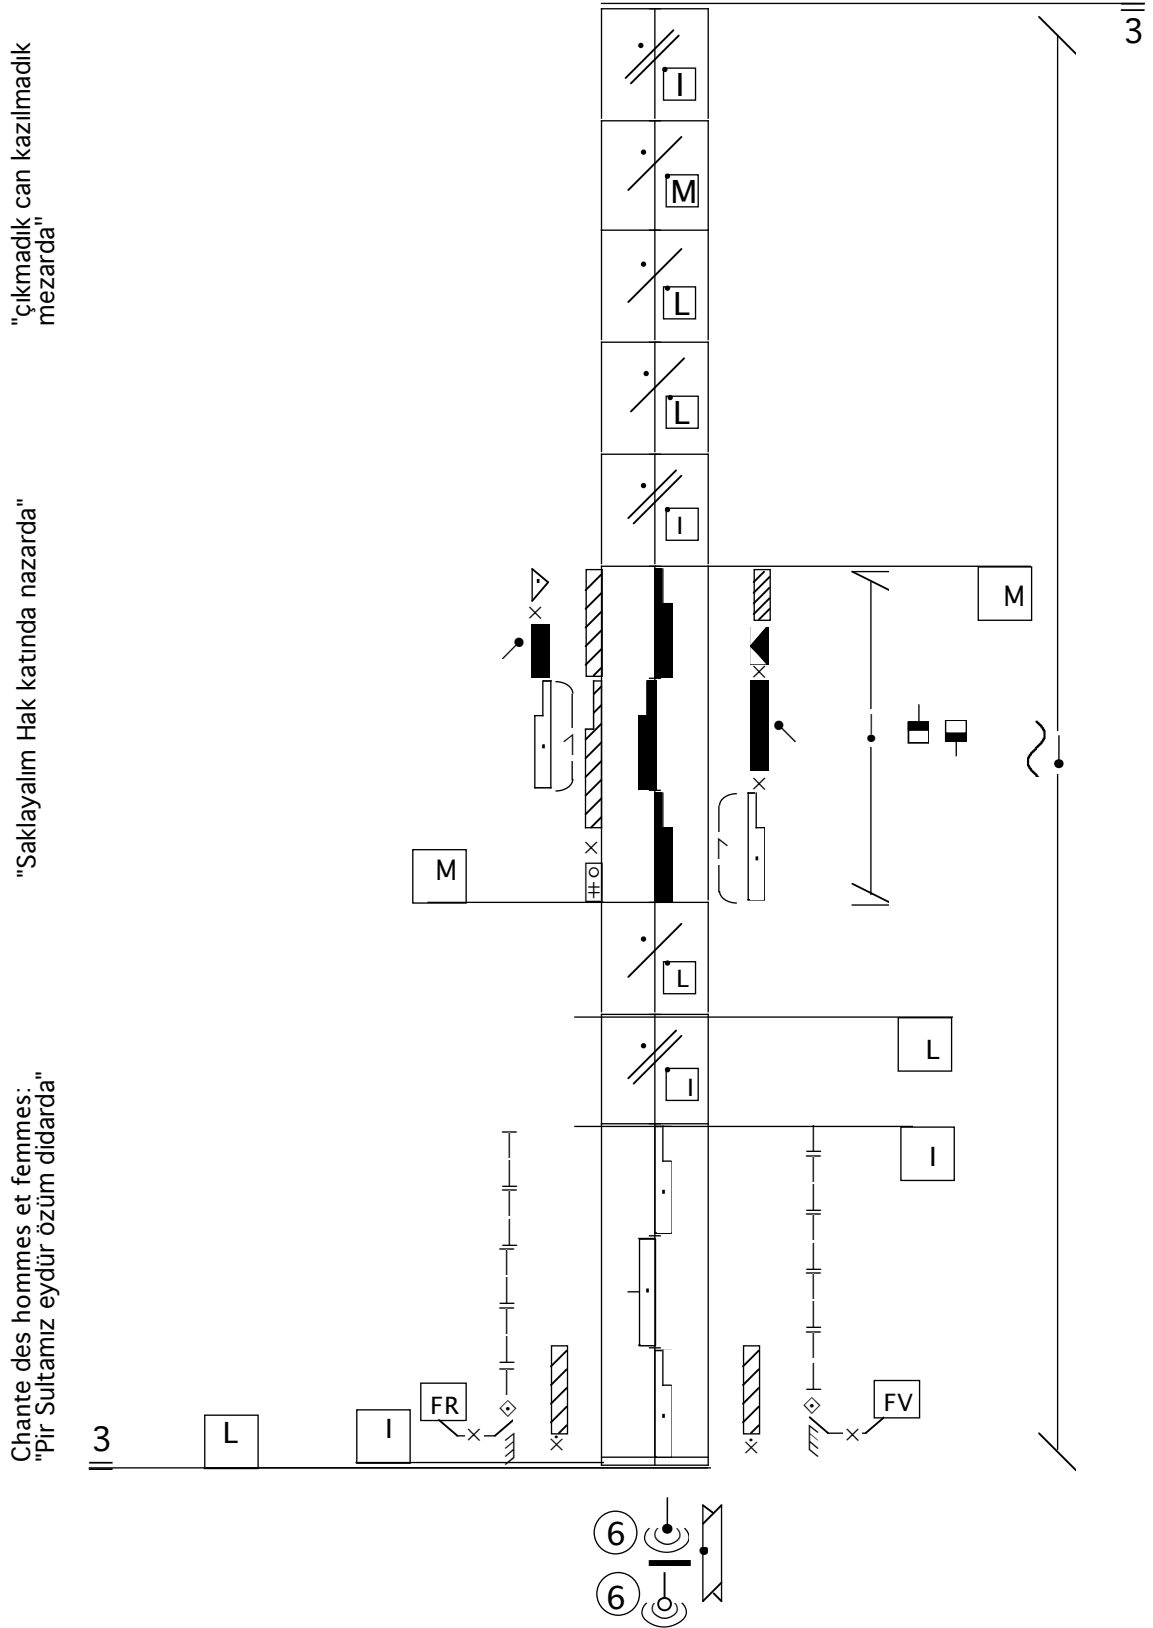 3
I
M
"çıkmadık can kazılmadık
mezarda"
L
L
I
M
"Saklayalım Hak katında nazarda"
M
L
L
I
I
Chante des hommes et femmes:
"Pir Sultamız eydür özüm didarda"
FR
FV
3
L
I
6
6